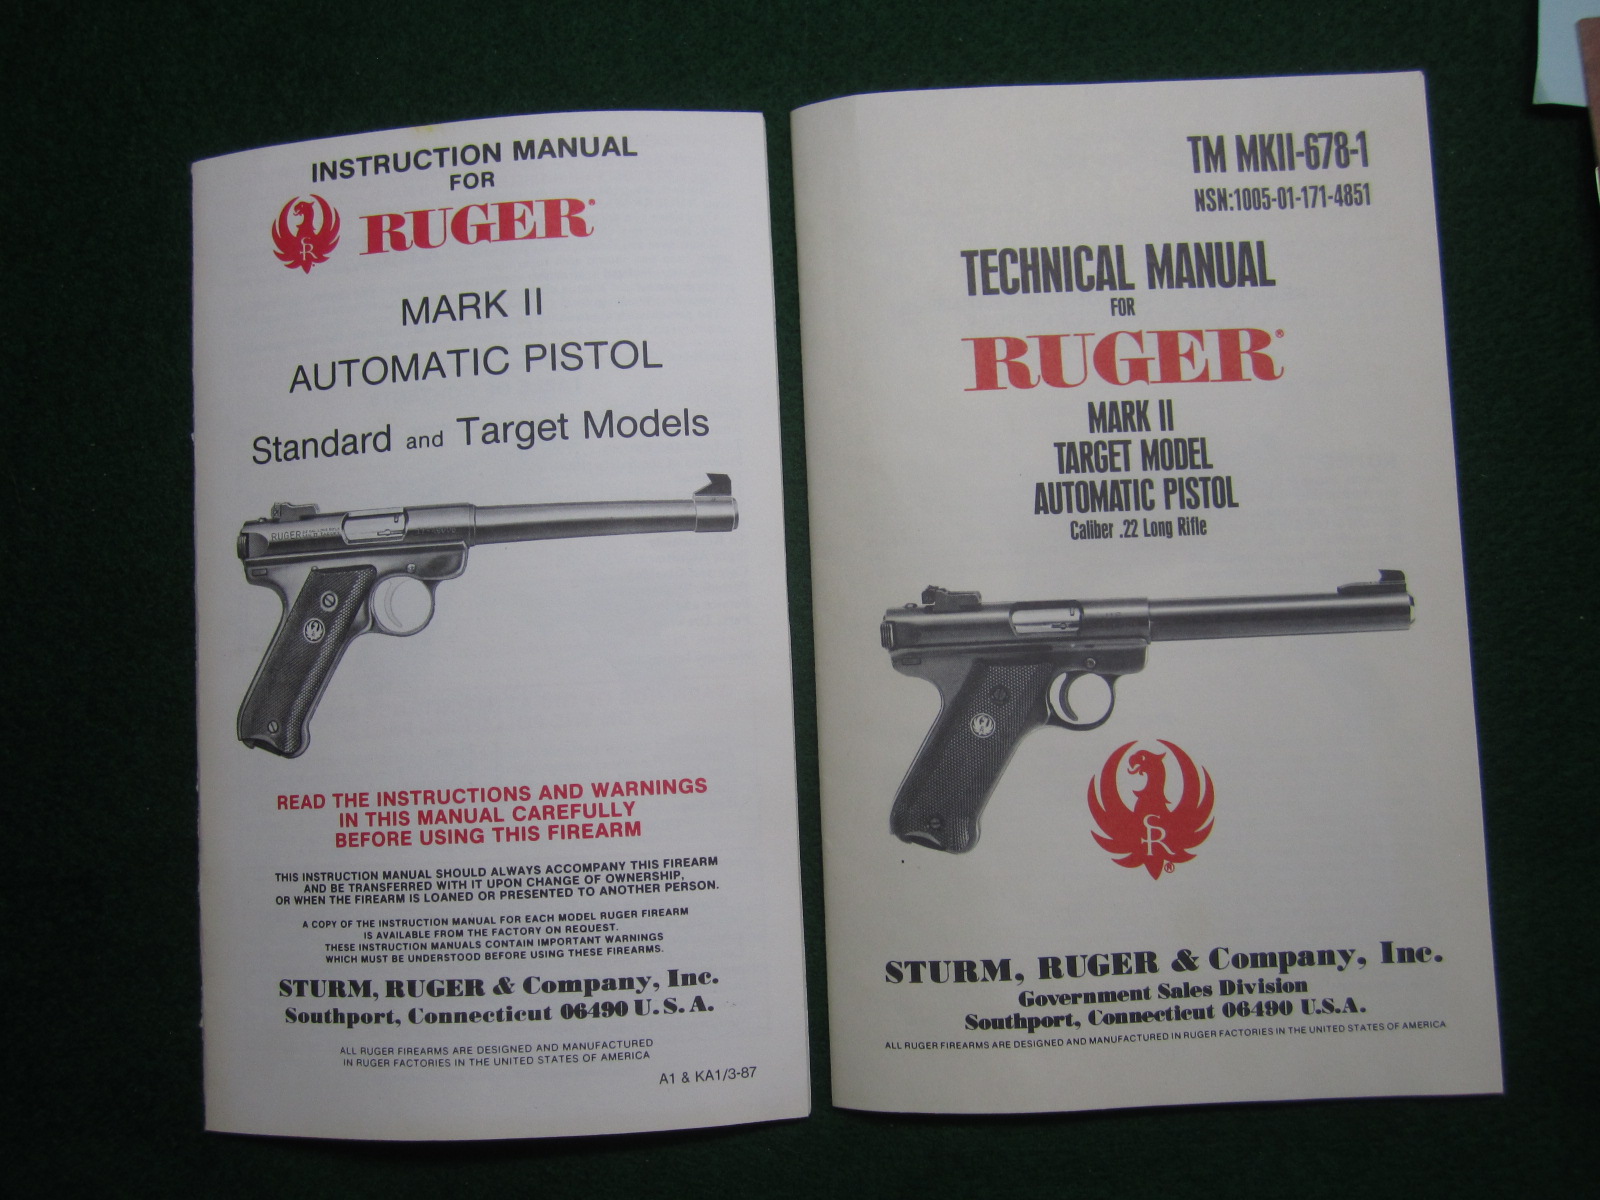 INSTRUCTION MANUAL
FOR
RUGER®
MARK II
AUTOMATIC PISTOL
Standard and Target Models
RUGER
READ THE INSTRUCTIONS AND WARNINGS
IN THIS MANUAL CAREFULLY
BEFORE USING THIS FIREARM
THIS INSTRUCTION MANUAL SHOULD ALWAYS ACCOMPANY THIS FIREARM
AND BE TRANSFERRED WITH IT UPON CHANGE OF OWNERSHIP,
OR WHEN THE FIREARM IS LOANED OR PRESENTED TO ANOTHER PERSON.
A COPY OF THE INSTRUCTION MANUAL FOR EACH MODEL RUGER FIREARM
IS AVAILABLE FROM THE FACTORY ON REQUEST.
THESE INSTRUCTION MANUALS CONTAIN IMPORTANT WARNINGS
WHICH MUST BE UNDERSTOOD BEFORE USING THESE FIREARMS.
STURM, RUGER & Company, Inc.
Southport, Connecticut 06490 U.S.A.
ALL RUGER FIREARMS ARE DESIGNED AND MANUFACTURED
IN RUGER FACTORIES IN THE UNITED STATES OF AMERICA
A1 & KA1/3-87
TM MKII-678-1
NSN:1005-01-171-4851
TECHNICAL MANUAL
FOR
RUGER®
MARK II
TARGET MODEL
AUTOMATIC PISTOL
Caliber .22 Long Rifle
SR®
STURM, RUGER & Company, Inc.
Government Sales Division
Southport, Connecticut 06490 U.S.A.
ALL RUGER FIREARMS ARE DESIGNED AND MANUFACTURED IN RUGER FACTORIES IN THE UNITED STATES OF AMERICA